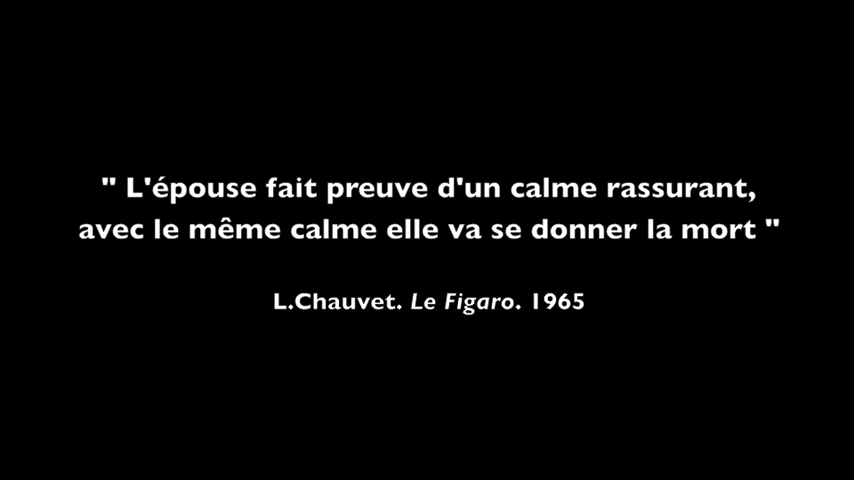 " L'épouse fait preuve d'un calme rassurant,
avec le même calme elle va se donner la mort "
L.Chauvet. Le Figaro. 1965